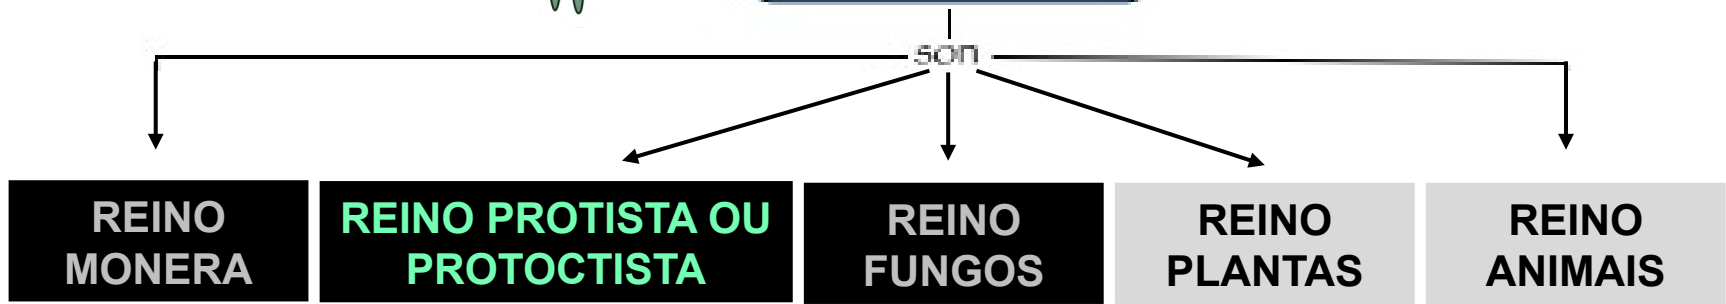 son
REINO
MONERA
REINO PROTISTA OU
PROTOCTISTA
REINO
FUNGOS
REINO
PLANTAS
REINO
ANIMAIS